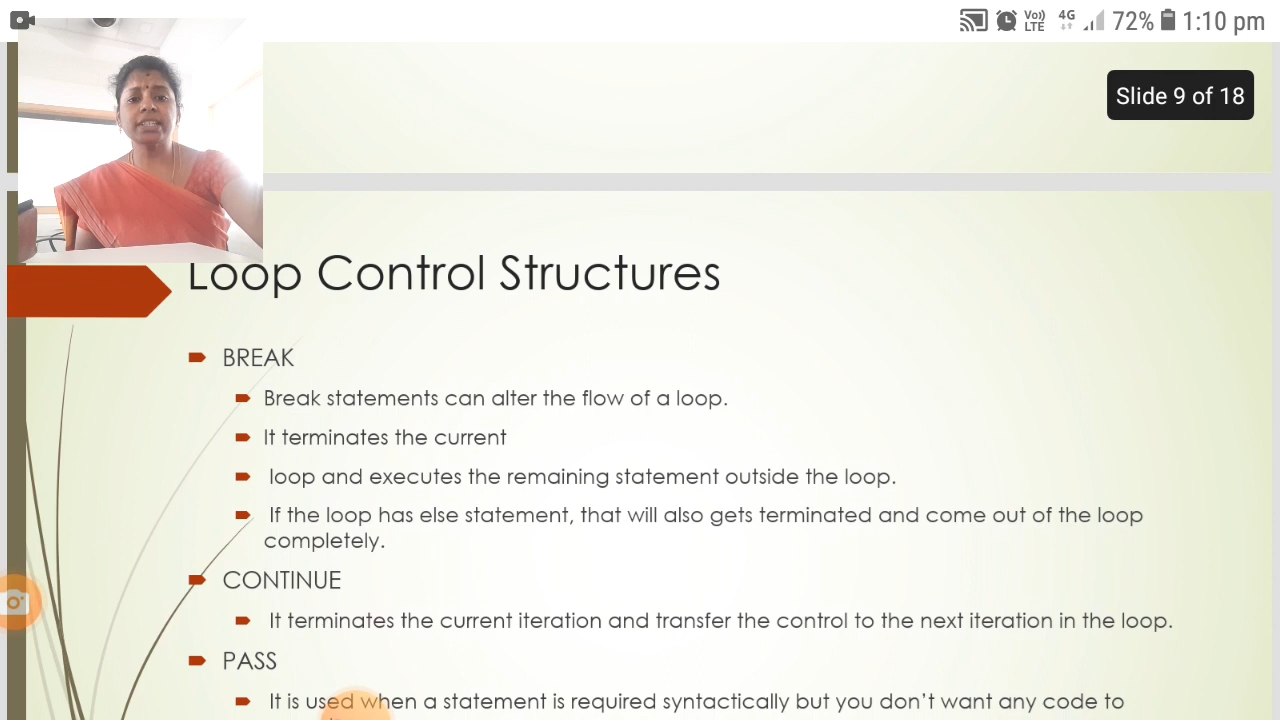 Vo) 4G 72% 1:10 pm
LTE
Slide 9 of 18
Loop Control Structures
BREAK
Break statements can alter the flow of a loop.
It terminates the current
loop and executes the remaining statement outside the loop.
If the loop has else statement, that will also gets terminated and come out of the loop
completely.
CONTINUE
It terminates the current iteration and transfer the control to the next iteration in the loop.
PASS
It is used when a statement is required syntactically but you don't want any code to